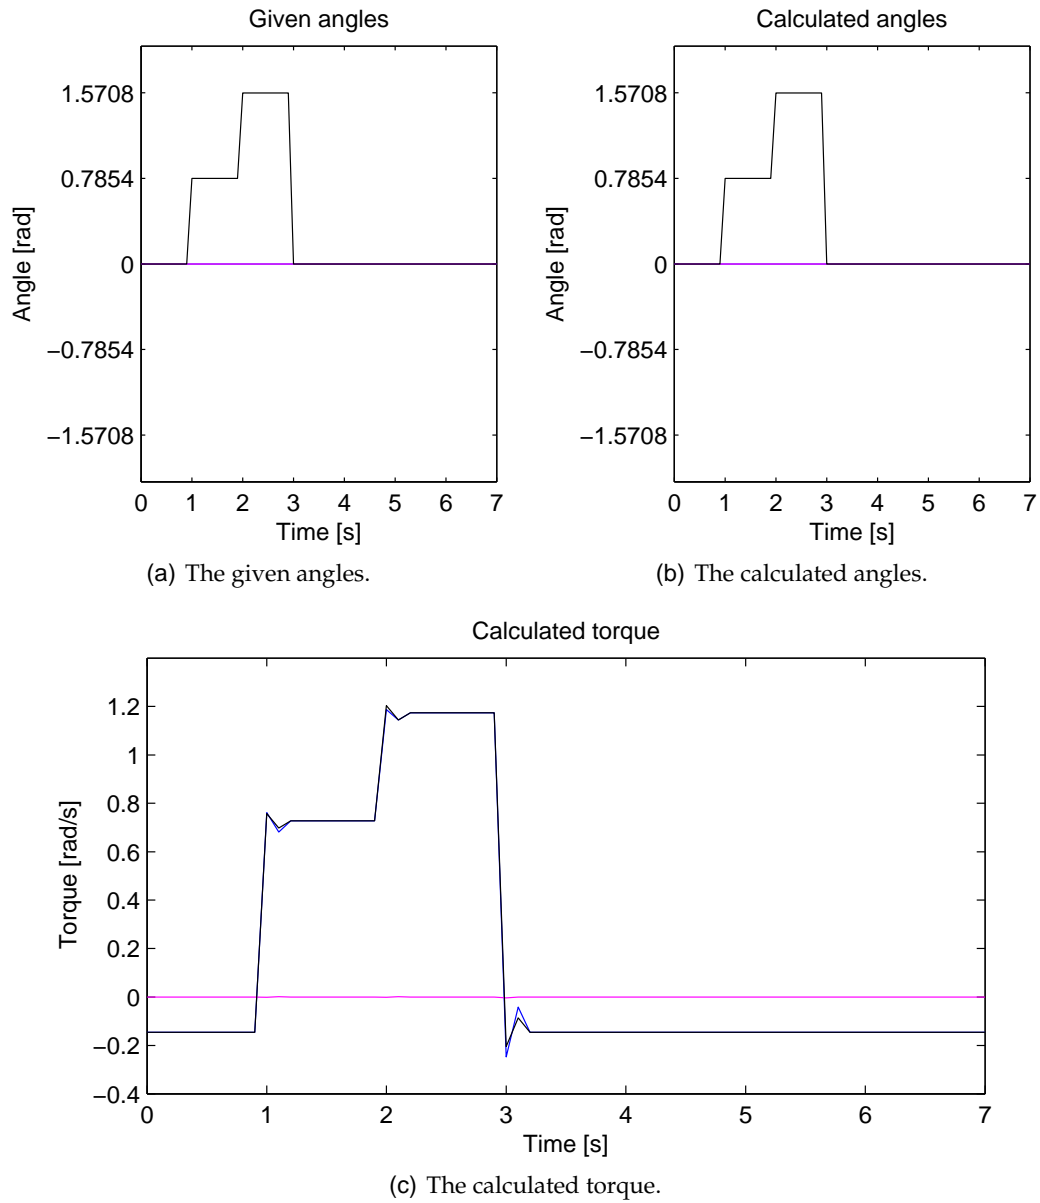 Given angles
Calculated angles
1.5708
0.7854
0
−0.7854
−1.5708
Angle [rad]
0 1 2 3 4 5 6 7
Time [s]
1.5708
0.7854
0
−0.7854
−1.5708
Angle [rad]
0 1 2 3 4 5 6 7
Time [s]
(a) The given angles.
(b) The calculated angles.
Calculated torque
1.2
1
0.8
0.6
0.4
0.2
0
−0.2
−0.4
Torque [rad/s]
0 1 2 3 4 5 6 7
Time [s]
(c) The calculated torque.